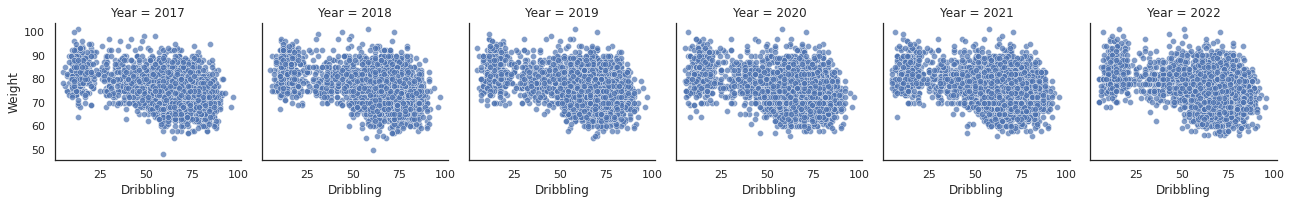 Year = 2017 Year = 2018 Year = 2019 Year = 2020 Year = 2021 Year = 2022
100
90
80
70
60
50
Weight
25 50 75 100 25 50 75 100 25 50 75 100 25 50 75 100 25 50 75 100 25 50 75 100
Dribbling Dribbling Dribbling Dribbling Dribbling Dribbling